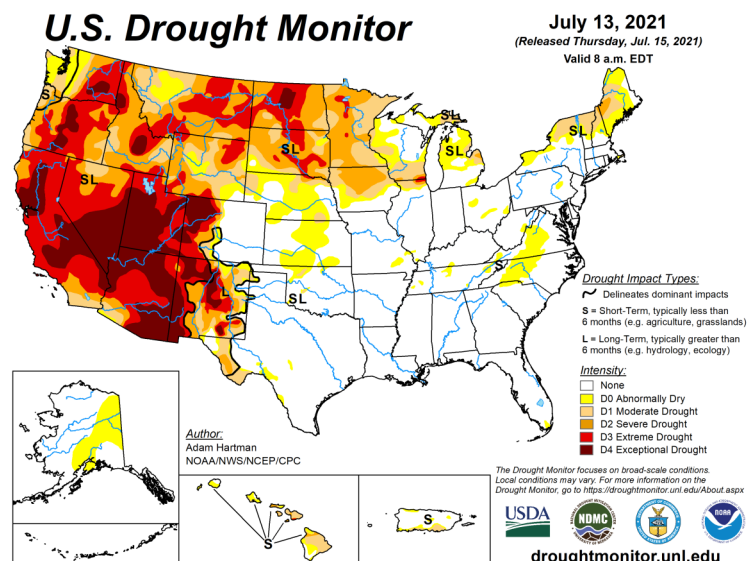 U.S. Drought Monitor
July 13, 2021
(Released Thursday, Jul. 15, 2021)
Valid 8 a.m. EDT
S
SL
SL
SL
SL
SL
S
L
SL
Drought Impact Types:
Delineates dominant impacts
S = Short-Term, typically less than
6 months (e.g. agriculture, grasslands)
L = Long-Term, typically greater than
6 months (e.g. hydrology, ecology)
Intensity:
None
D0 Abnormally Dry
D1 Moderate Drought
D2 Severe Drought
D3 Extreme Drought
D4 Exceptional Drought
Author:
Adam Hartman
NOAA/NWS/NCEP/CPC
S
S
The Drought Monitor focuses on broad-scale conditions.
Local conditions may vary. For more information on the
Drought Monitor, go to https://droughtmonitor.unl.edu/About.aspx
USDA
NDMC
NOAA
droughtmonitor.unl.edu